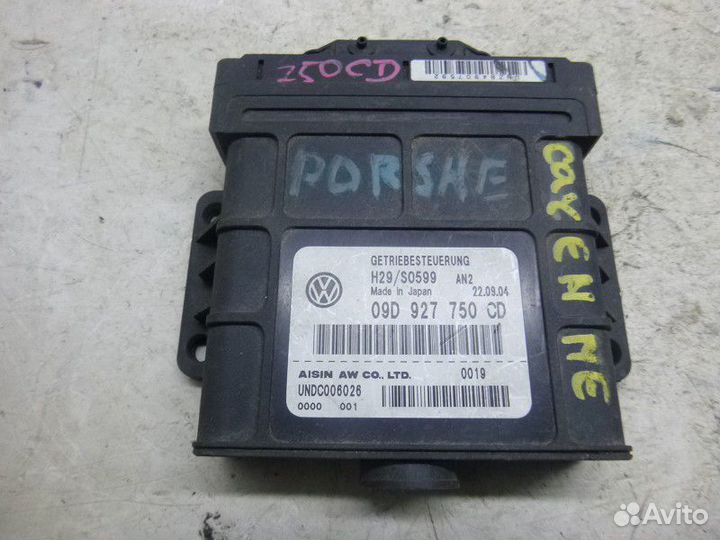 750CD
PORSHE
CAYENNE
GETRIEBESTEUERUNG
H29/S0599 AN2
Made in Japan 22.09.04
09D 927 750 CD
AISIN AW CO., LTD. 0019
UNDC006026
0000 001
Avito